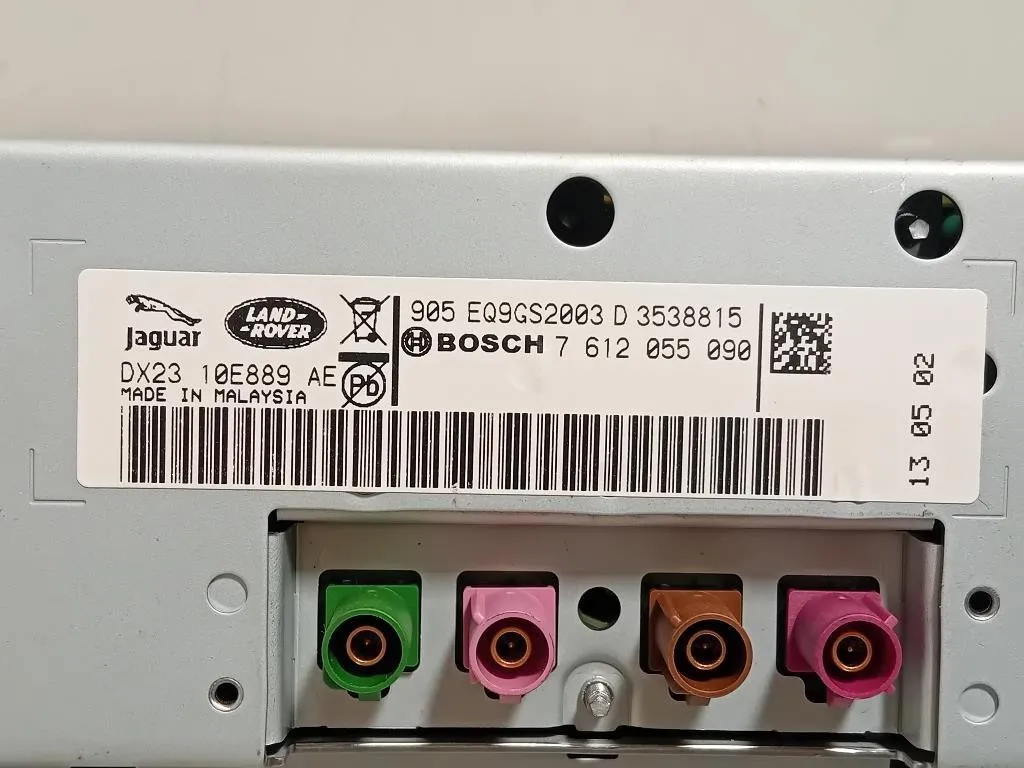 Jaguar
LAND-
-ROVER
DX23 10E889 AE
MADE IN MALAYSIA
Pb
905 EQ9GS2003 D 3538815
BOSCH 7 612 055 090
13 05 02